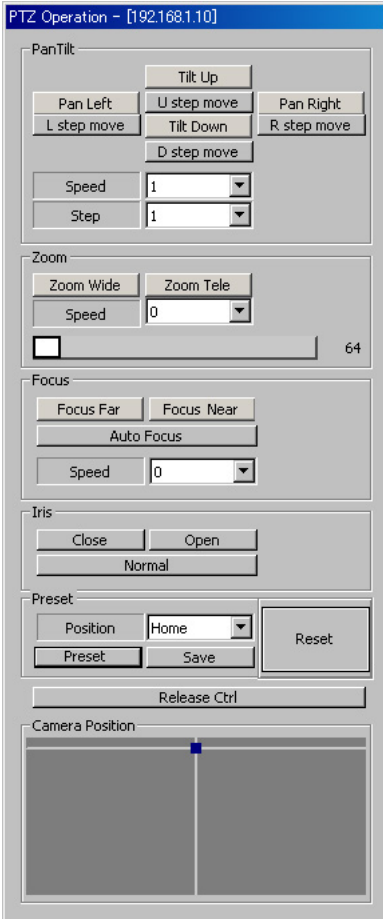 PTZ Operation - [192.168.1.10]
PanTilt
Tilt Up
Pan Left U step move Pan Right
L step move Tilt Down R step move
D step move
Speed 1
Step 1
Zoom
Zoom Wide Zoom Tele
Speed 0
64
Focus
Focus Far Focus Near
Auto Focus
Speed 0
Iris
Close Open
Normal
Preset
Position Home
Reset
Preset Save
Release Ctrl
Camera Position